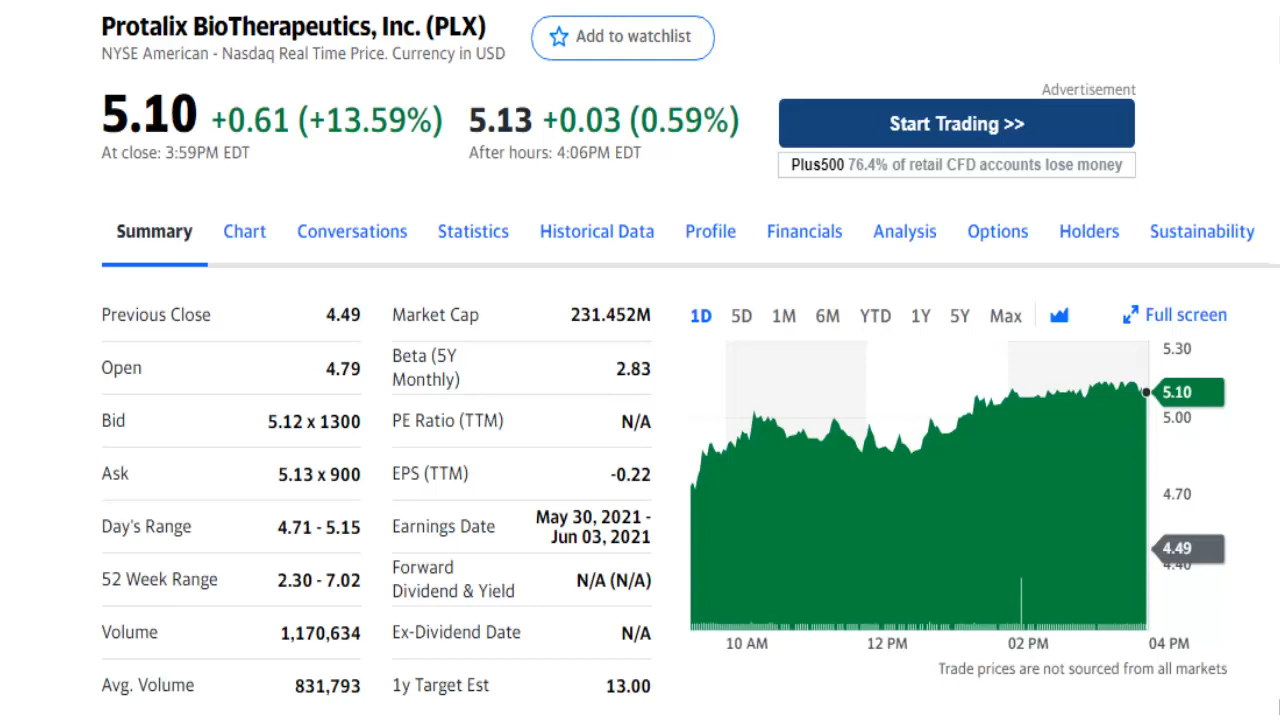 Protalix BioTherapeutics, Inc. (PLX)
Add to watchlist
NYSE American - Nasdaq Real Time Price. Currency in USD
5.10 +0.61 (+13.59%) 5.13 +0.03 (0.59%)
At close: 3:59PM EDT After hours: 4:06PM EDT
Advertisement
Start Trading >>
Plus500 76.4% of retail CFD accounts lose money
Summary Chart Conversations Statistics Historical Data Profile Financials Analysis Options Holders Sustainability
Previous Close 4.49
Open 4.79
Bid 5.12 x 1300
Ask 5.13 x 900
Day's Range 4.71 - 5.15
52 Week Range 2.30 - 7.02
Volume 1,170,634
Avg. Volume 831,793
Market Cap 231.452M
Beta (5Y
Monthly) 2.83
PE Ratio (TTM) N/A
EPS (TTM) -0.22
Earnings Date May 30, 2021 -
Jun 03, 2021
Forward
Dividend & Yield N/A (N/A)
Ex-Dividend Date N/A
1y Target Est 13.00
1D 5D 1M 6M YTD 1Y 5Y Max Full screen
5.30
5.10
5.00
4.70
4.49
4.40
10 AM 12 PM 02 PM 04 PM
Trade prices are not sourced from all markets